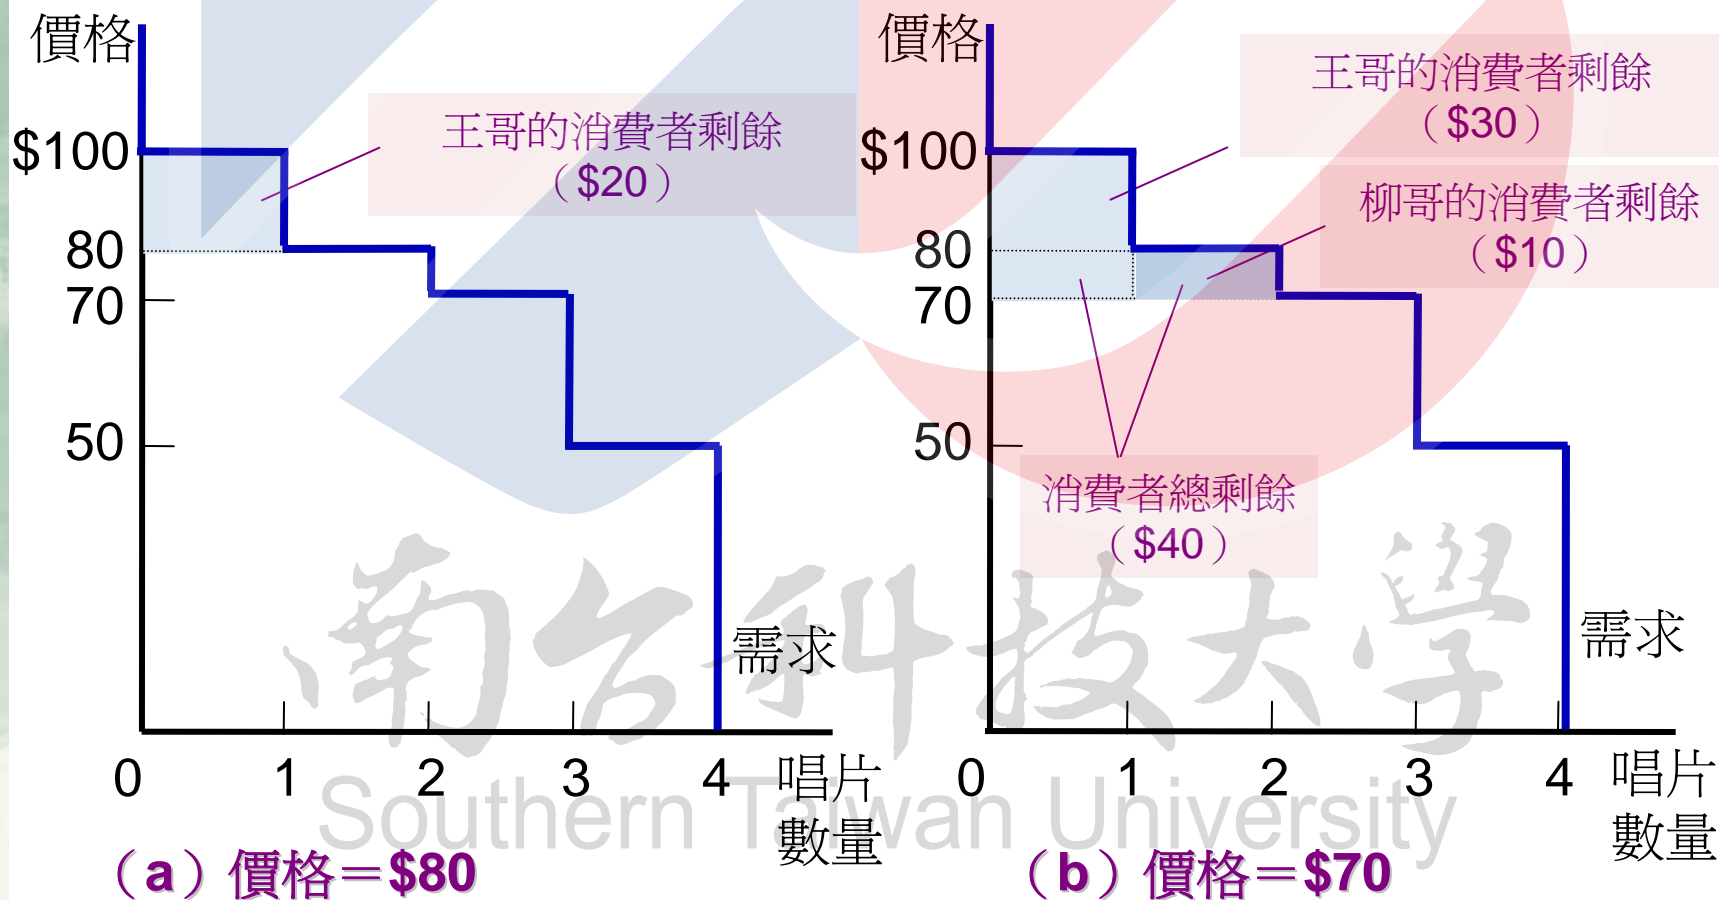 價格
$100
80
70
50
王哥的消費者剩餘
（$20）
需求
0 1 2 3 4
唱片
數量
（a）價格＝$80
價格
$100
80
70
50
王哥的消費者剩餘
（$30）
柳哥的消費者剩餘
（$10）
消費者總剩餘
（$40）
需求
0 1 2 3 4
唱片
數量
（b）價格＝$70
南台科技大學
Southern Taiwan University